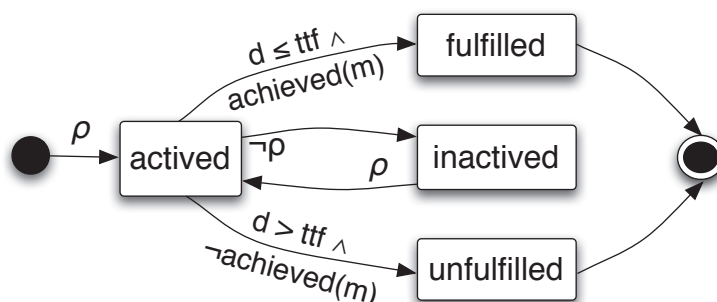 d ≤ ttf ∧
achieved(m)
fulfilled
ρ
actived
¬ρ
ρ
inactived
d > ttf ∧
¬achieved(m)
unfulfilled